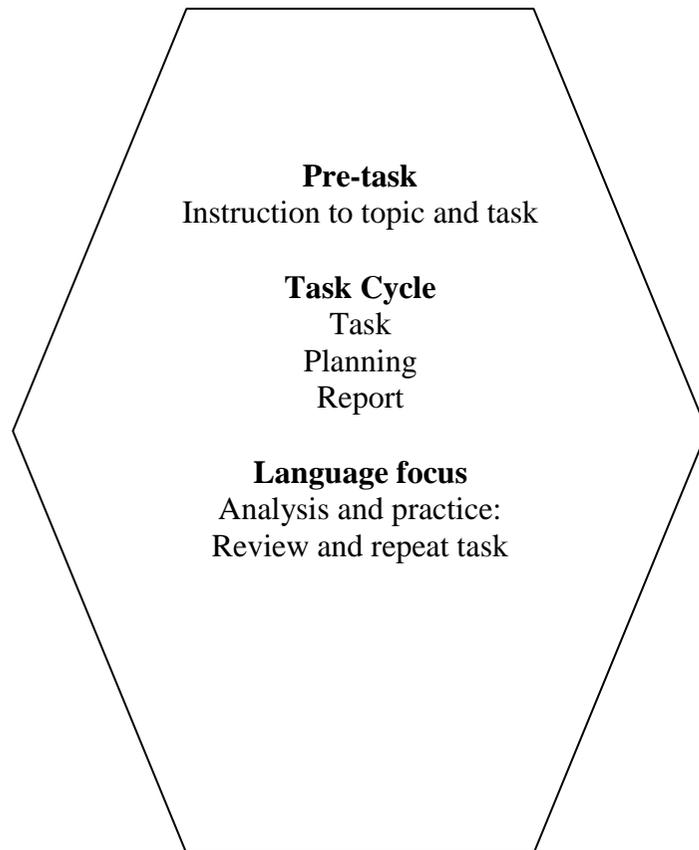 Pre-task
Instruction to topic and task
Task Cycle
Task
Planning
Report
Language focus
Analysis and practice:
Review and repeat task